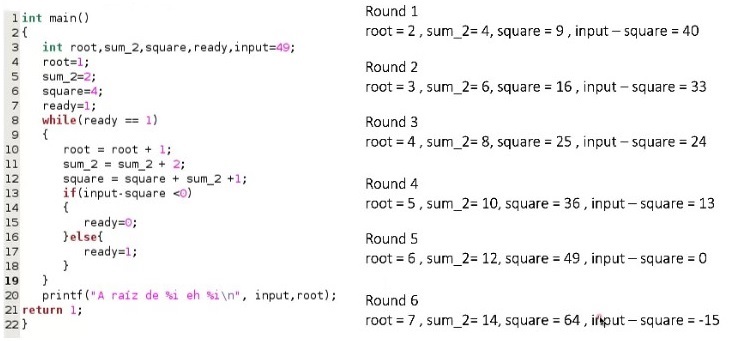 1 int main()
2 {
3 int root,sum_2,square,ready,input=49;
4 root=1;
5 sum_2=2;
6 square=4;
7 ready=1;
8 while(ready == 1)
9 {
10 root = root + 1;
11 sum_2 = sum_2 + 2;
12 square = square + sum_2 +1;
13 if(input-square <0)
14 {
15 ready=0;
16 }else{
17 ready=1;
18 }
19 }
20 printf("A raíz de %i eh %i\n", input,root);
21 return 1;
22 }
Round 1
root = 2 , sum_2= 4, square = 9 , input – square = 40
Round 2
root = 3 , sum_2= 6, square = 16 , input – square = 33
Round 3
root = 4 , sum_2= 8, square = 25 , input – square = 24
Round 4
root = 5 , sum_2= 10, square = 36 , input – square = 13
Round 5
root = 6 , sum_2= 12, square = 49 , input – square = 0
Round 6
root = 7 , sum_2= 14, square = 64 , input – square = -15